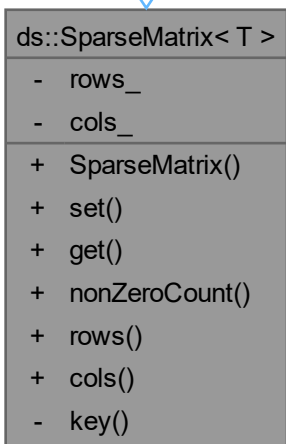 ds::SparseMatrix< T >
- rows_
- cols_
+ SparseMatrix()
+ set()
+ get()
+ nonZeroCount()
+ rows()
+ cols()
- key()